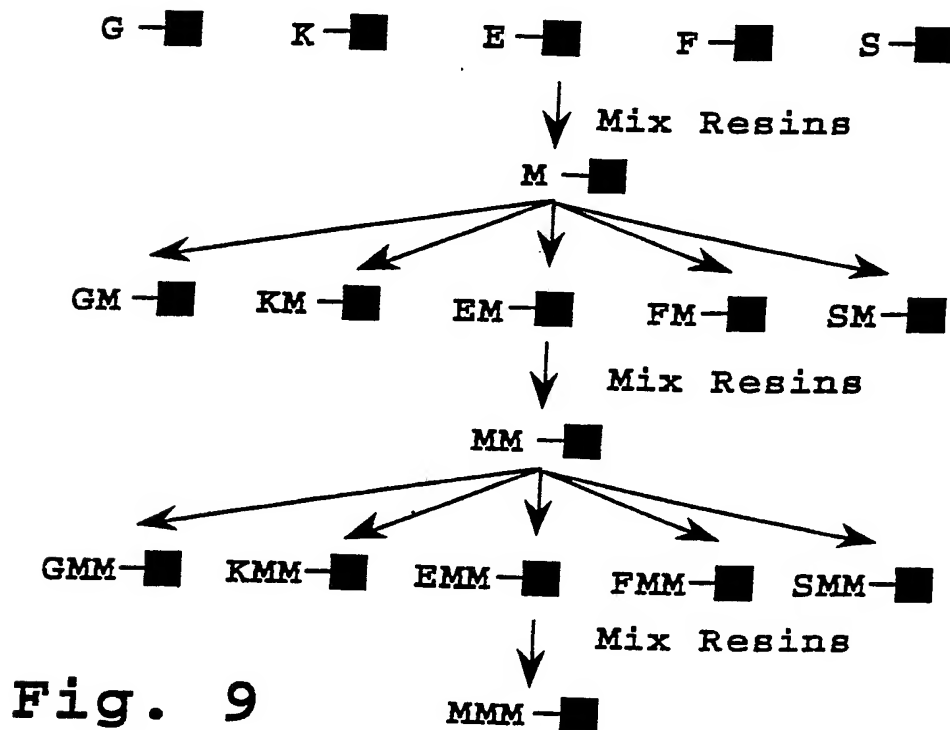 G K E F S
Mix Resins
M
GM KM EM FM SM
Mix Resins
MM
GMM KMM EMM FMM SMM
Mix Resins
MMM
Fig. 9